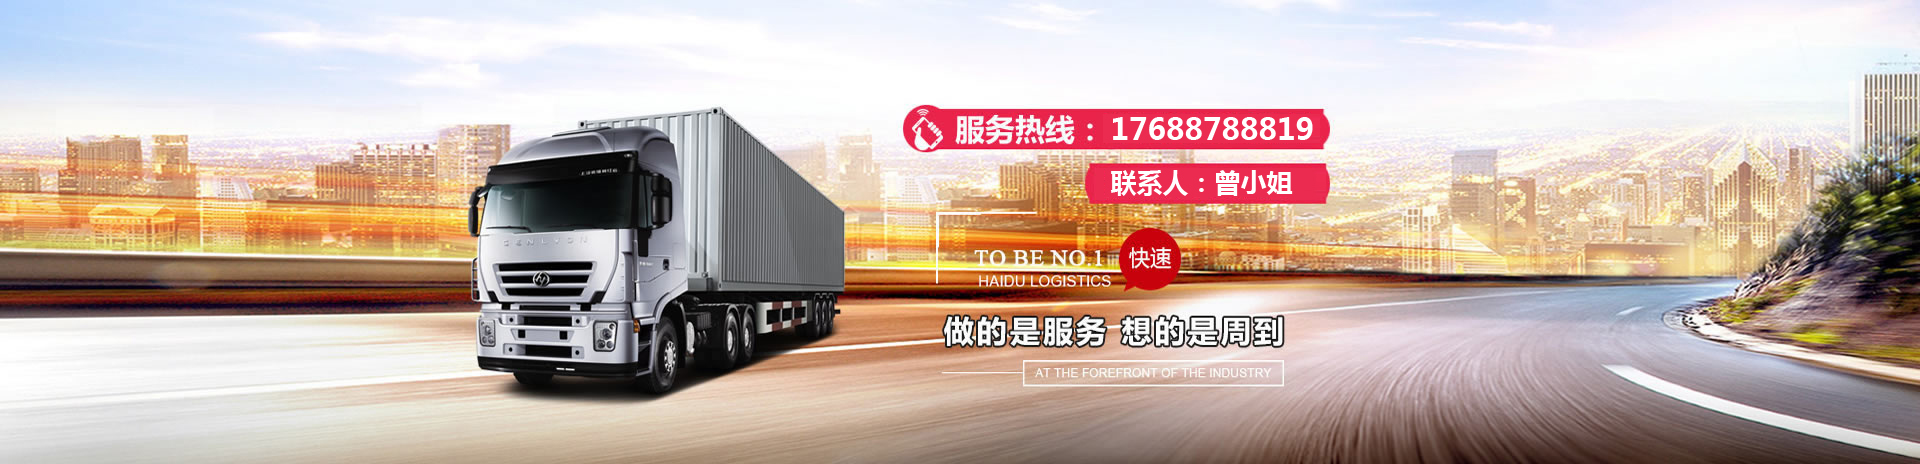 服务热线： 17688788819
联系人：曾小姐
TO BE NO.1
快速
HAIDU LOGISTICS
做的是服务 想的是周到
AT THE FOREFRONT OF THE INDUSTRY
GENLYON